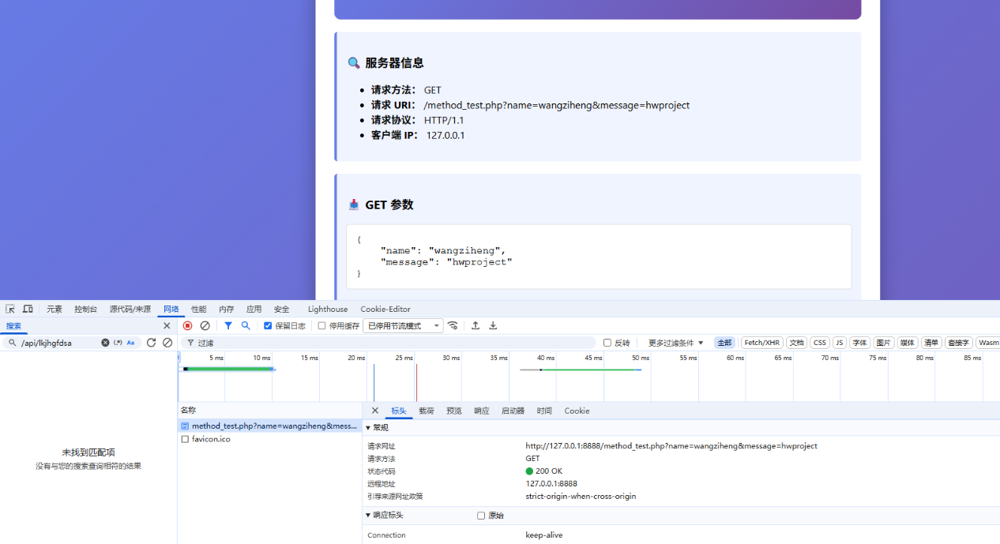 服务器信息
请求方法： GET
请求 URI： /method_test.php?name=wangziheng&message=hwproject
请求协议： HTTP/1.1
客户端 IP： 127.0.0.1
GET 参数
{
"name": "wangziheng",
"message": "hwproject"
}
元素 控制台 源代码/来源 网络 性能 内存 应用 安全 Lighthouse Cookie-Editor
搜索 保留日志 停用缓存 已停用节流模式
/api/lkjhgfdsa (.*) Aa 过滤 反转 更多过滤条件 全部 Fetch/XHR 文档 CSS JS 字体 图片 媒体 清单 套接字 Wasm
5 ms 10 ms 15 ms 20 ms 25 ms 30 ms 35 ms 40 ms 45 ms 50 ms 55 ms 60 ms 65 ms 70 ms 75 ms 80 ms 85 ms
名称 标头 载荷 预览 响应 启动器 时间 Cookie
method_test.php?name=wangziheng&mess...
favicon.ico
未找到匹配项
没有与您的搜索查询相符的结果
常规
请求网址 http://127.0.0.1:8888/method_test.php?name=wangziheng&message=hwproject
请求方法 GET
状态代码 200 OK
远程地址 127.0.0.1:8888
引荐来源网址政策 strict-origin-when-cross-origin
响应标头 原始
Connection keep-alive